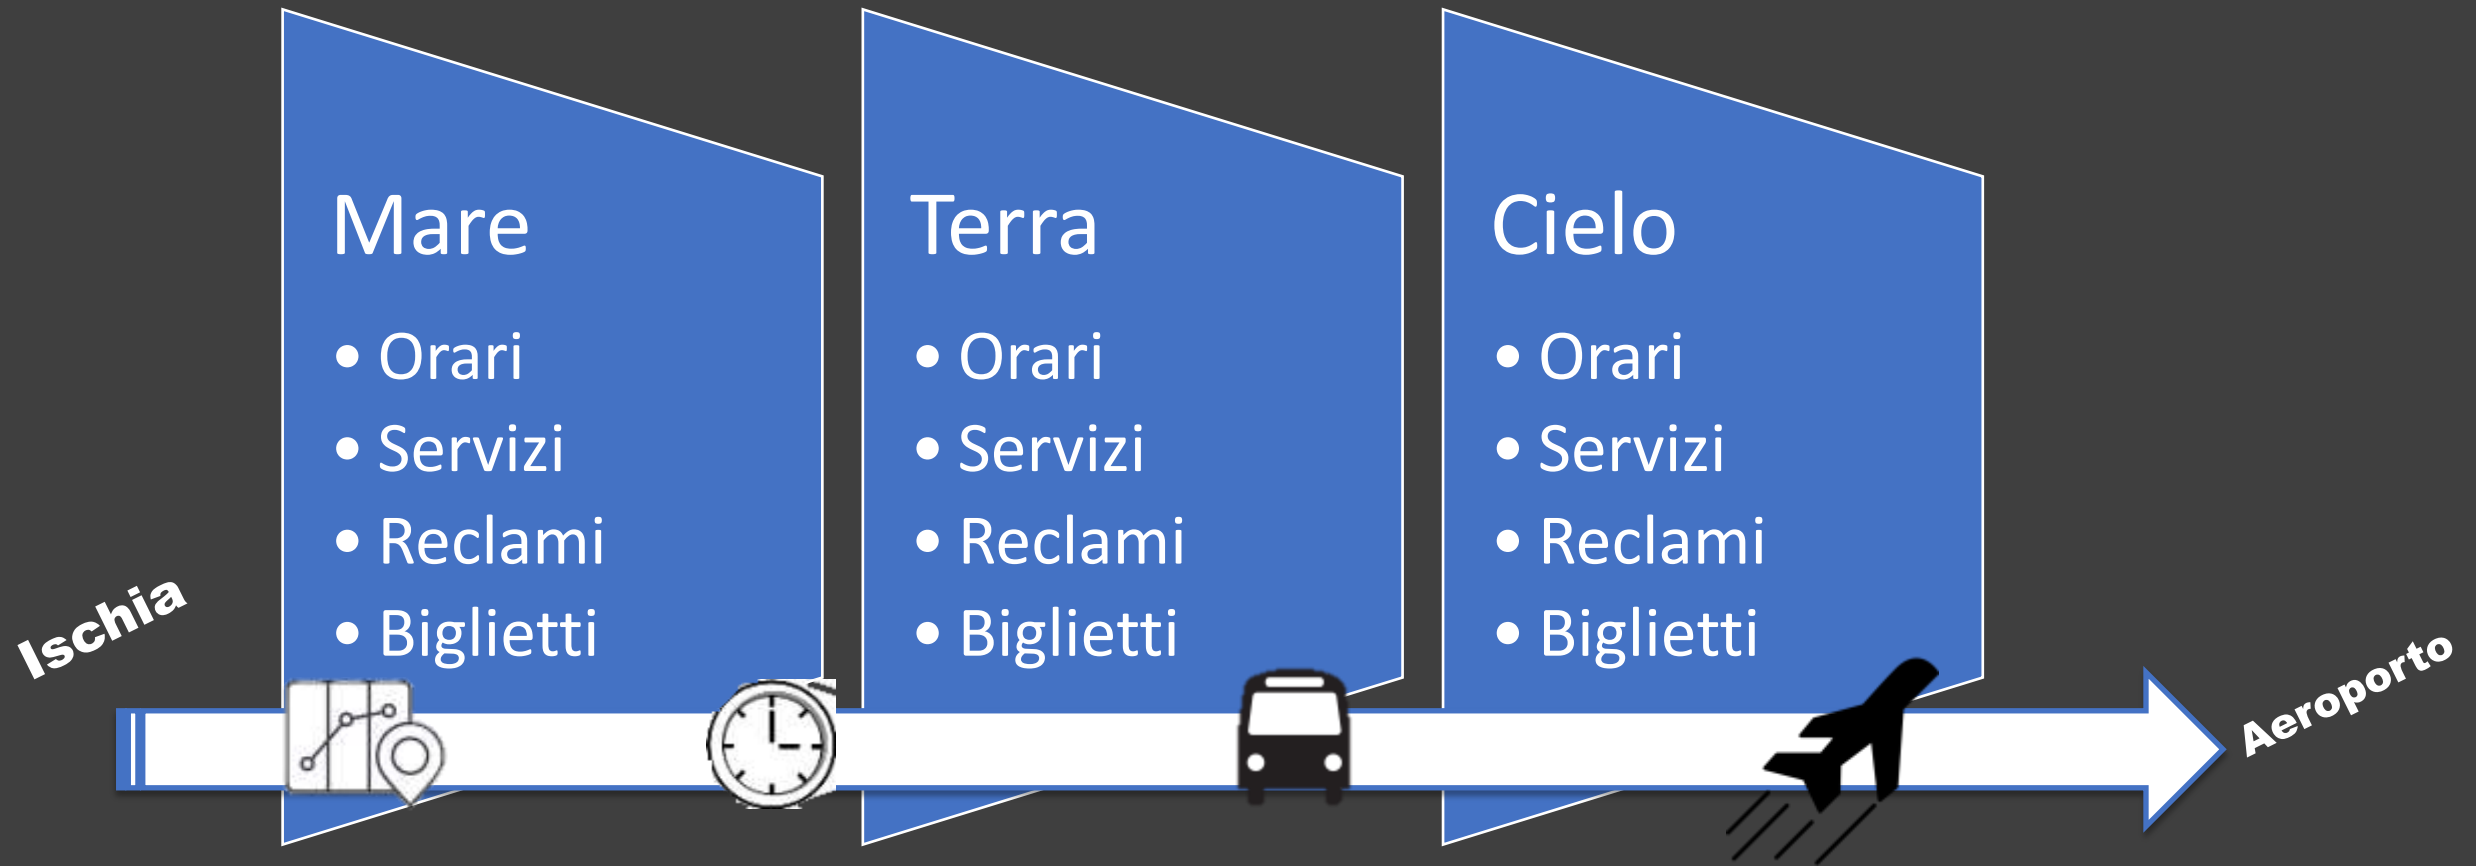 Mare
• Orari
• Servizi
• Reclami
• Biglietti
Terra
• Orari
• Servizi
• Reclami
• Biglietti
Cielo
• Orari
• Servizi
• Reclami
• Biglietti
Ischia
Aeroporto